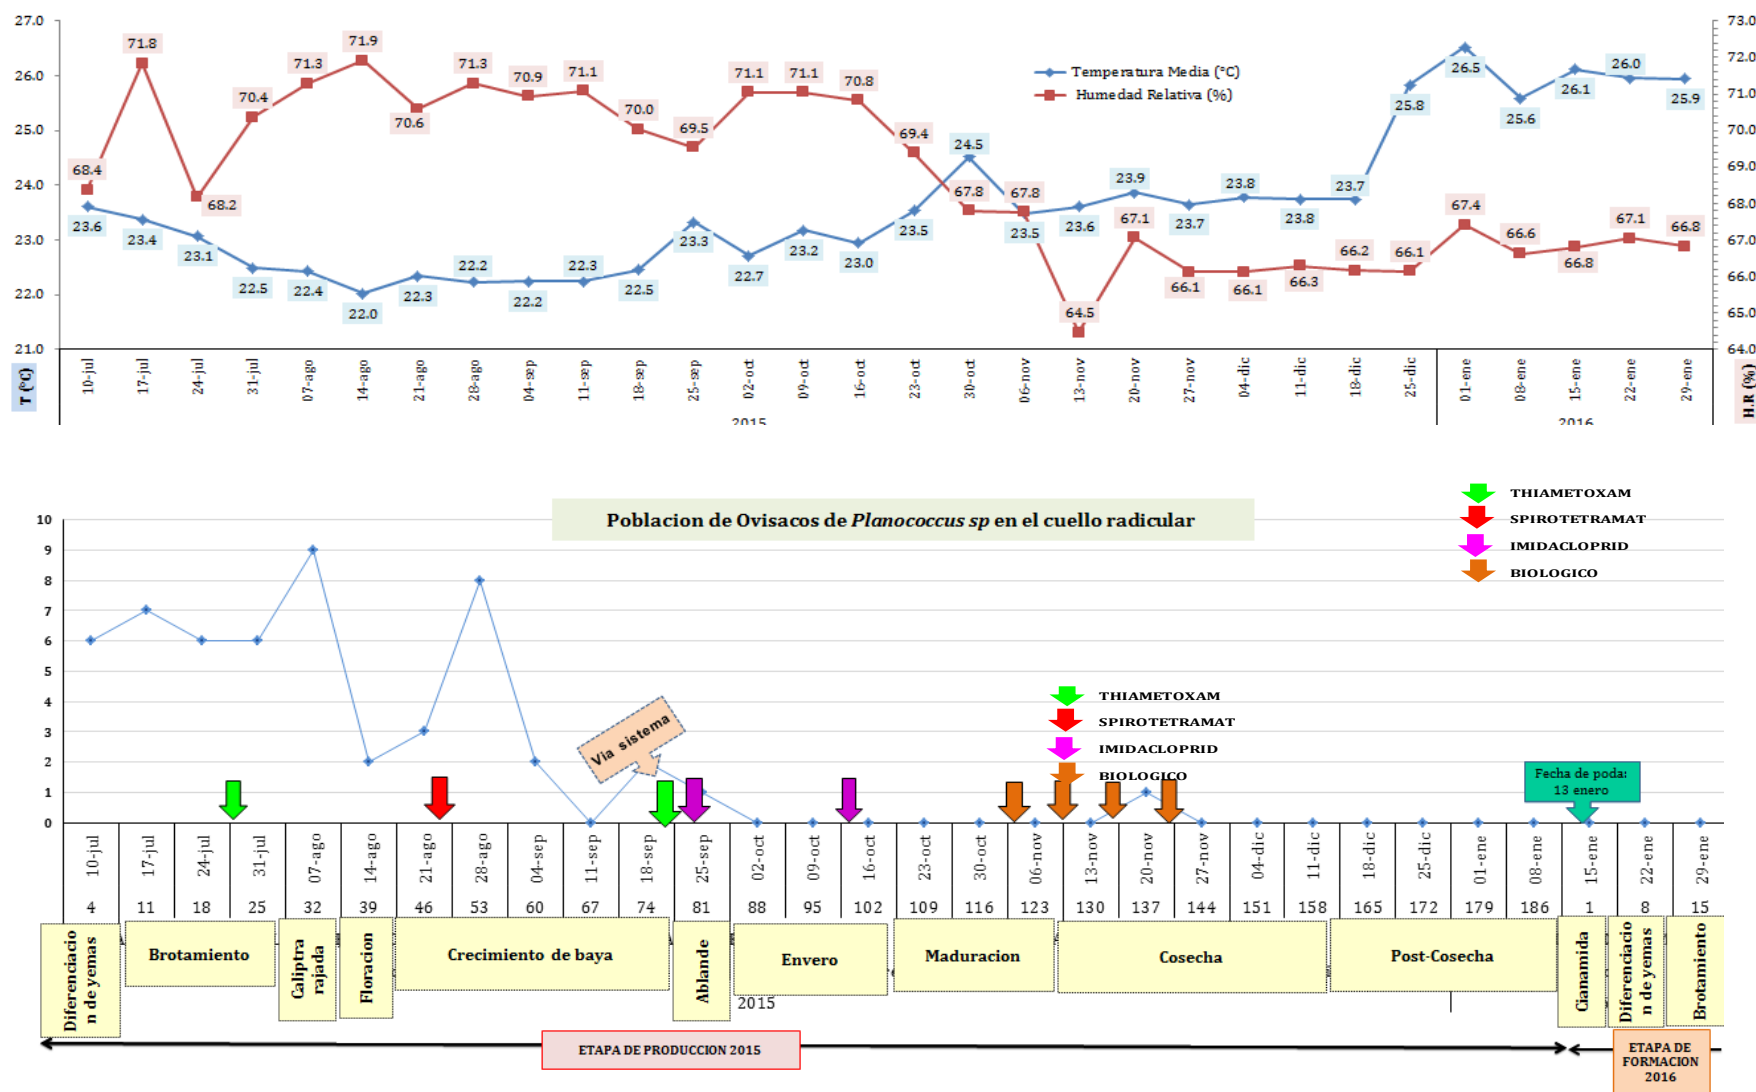 27.0
26.0
25.0
24.0
23.0
22.0
21.0
73.0
72.0
71.0
70.0
69.0
68.0
67.0
66.0
65.0
64.0
T (°C)
H.R (%)
Temperatura Media (°C)
Humedad Relativa (%)
68.4 71.8 68.2 70.4 71.3 71.9 70.6 71.3 70.9 71.1 70.0 69.5 71.1 71.1 70.8 69.4 67.8 67.8 64.5 67.1 66.1 66.1 66.3 66.2 66.1 67.4 66.6 66.8 67.1 66.8
23.6 23.4 23.1 22.5 22.4 22.0 22.3 22.2 22.2 22.3 22.5 23.3 22.7 23.2 23.0 23.5 24.5 23.5 23.6 23.9 23.7 23.8 23.8 23.7 25.8 26.5 25.6 26.1 26.0 25.9
10-jul 17-jul 24-jul 31-jul 07-ago 14-ago 21-ago 28-ago 04-sep 11-sep 18-sep 25-sep 02-oct 09-oct 16-oct 23-oct 30-oct 06-nov 13-nov 20-nov 27-nov 04-dic 11-dic 18-dic 25-dic 01-ene 08-ene 15-ene 22-ene 29-ene
2015 2016
Poblacion de Ovisacos de Planococcus sp en el cuello radicular
THIAMETOXAM
SPIROTETRAMAT
IMIDACLOPRID
BIOLOGICO
10
9
8
7
6
5
4
3
2
1
0
Via sistema
THIAMETOXAM
SPIROTETRAMAT
IMIDACLOPRID
BIOLOGICO
Fecha de poda:
13 enero
10-jul 17-jul 24-jul 31-jul 07-ago 14-ago 21-ago 28-ago 04-sep 11-sep 18-sep 25-sep 02-oct 09-oct 16-oct 23-oct 30-oct 06-nov 13-nov 20-nov 27-nov 04-dic 11-dic 18-dic 25-dic 01-ene 08-ene 15-ene 22-ene 29-ene
4 11 18 25 32 39 46 53 60 67 74 81 88 95 102 109 116 123 130 137 144 151 158 165 172 179 186 1 8 15
Diferenciacio
n de yemas
Brotamiento
Caliptra
rajada
Floracion
Crecimiento de baya
Ablande
Envero
Maduracion
Cosecha
Post-Cosecha
Cianamida
Diferenciacio
n de yemas
Brotamiento
2015
ETAPA DE PRODUCCION 2015
ETAPA DE
FORMACION
2016